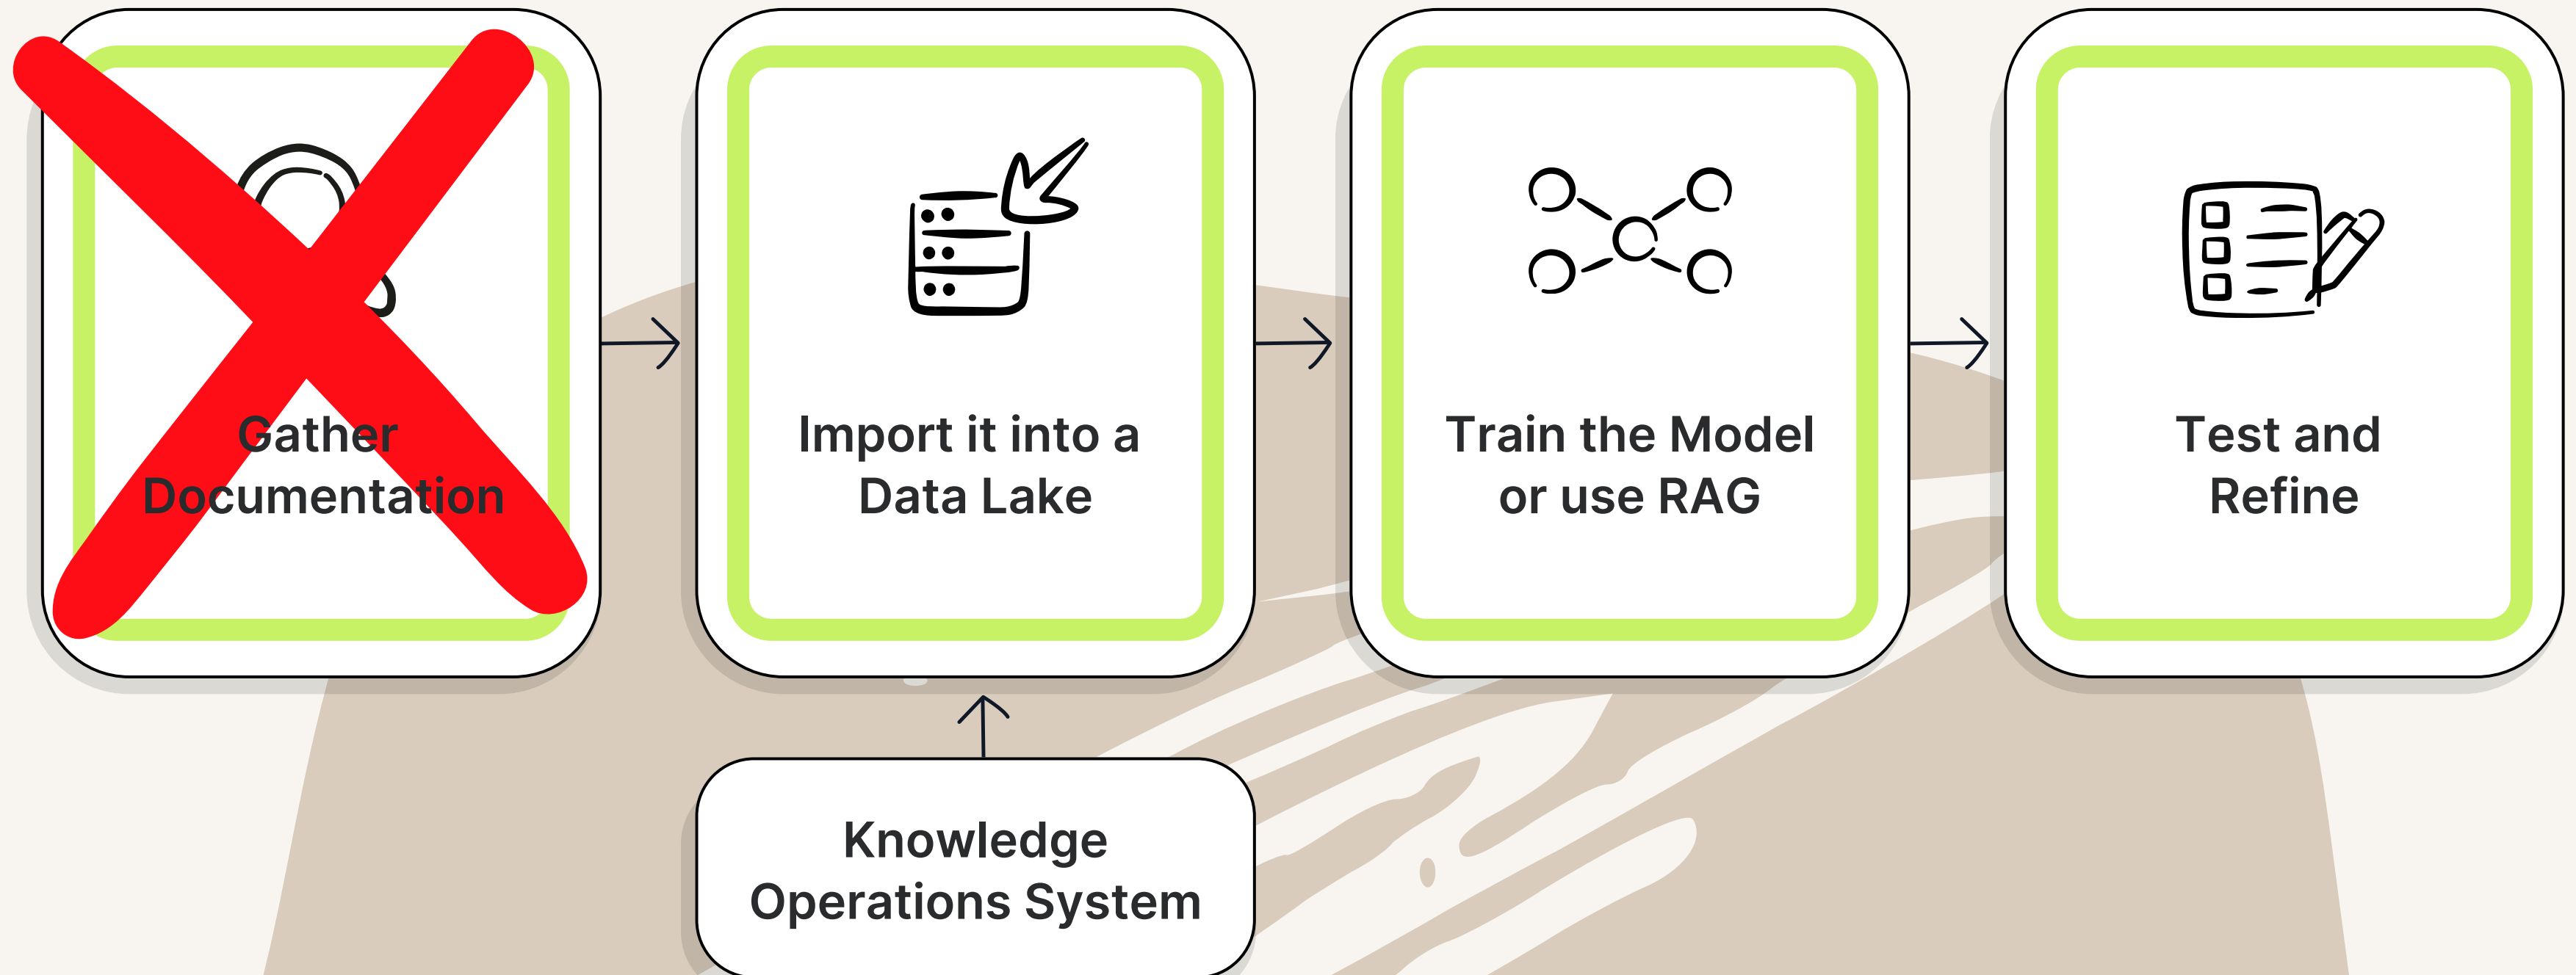 Gather
Documentation
Import it into a
Data Lake
Train the Model
or use RAG
Test and
Refine
Knowledge
Operations System